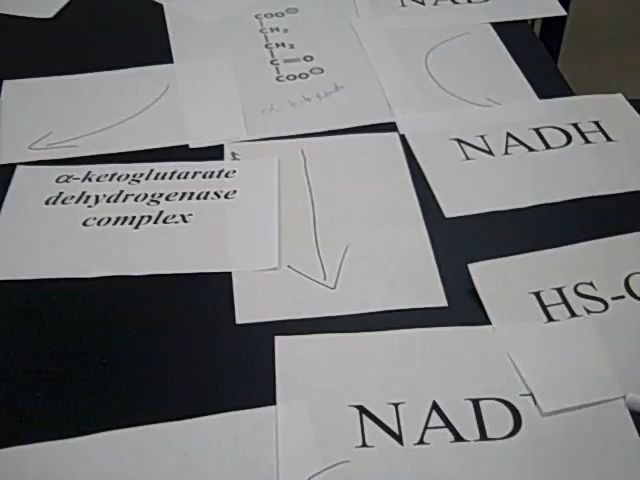 NAD
COO⊖
CH₂
CH₂
C=O
COO⊖
NADH
α-ketoglutarate
dehydrogenase
complex
HS-C
NAD